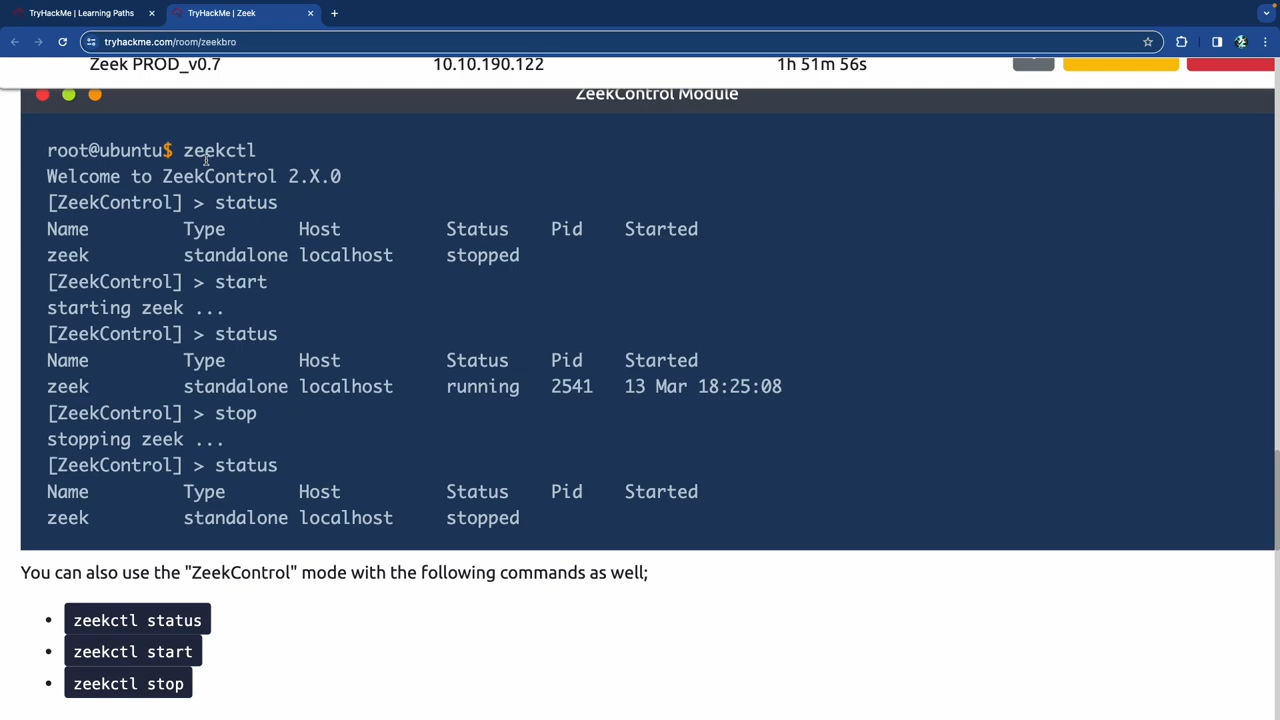 TryHackMe | Learning Paths
TryHackMe | Zeek
tryhackme.com/room/zeekbro
Zeek PROD_v0.7 10.10.190.122 1h 51m 56s
ZeekControl Module
root@ubuntu$ zeekctl
Welcome to ZeekControl 2.X.0
[ZeekControl] > status
Name Type Host Status Pid Started
zeek standalone localhost stopped
[ZeekControl] > start
starting zeek ...
[ZeekControl] > status
Name Type Host Status Pid Started
zeek standalone localhost running 2541 13 Mar 18:25:08
[ZeekControl] > stop
stopping zeek ...
[ZeekControl] > status
Name Type Host Status Pid Started
zeek standalone localhost stopped
You can also use the "ZeekControl" mode with the following commands as well;
• zeekctl status
• zeekctl start
• zeekctl stop